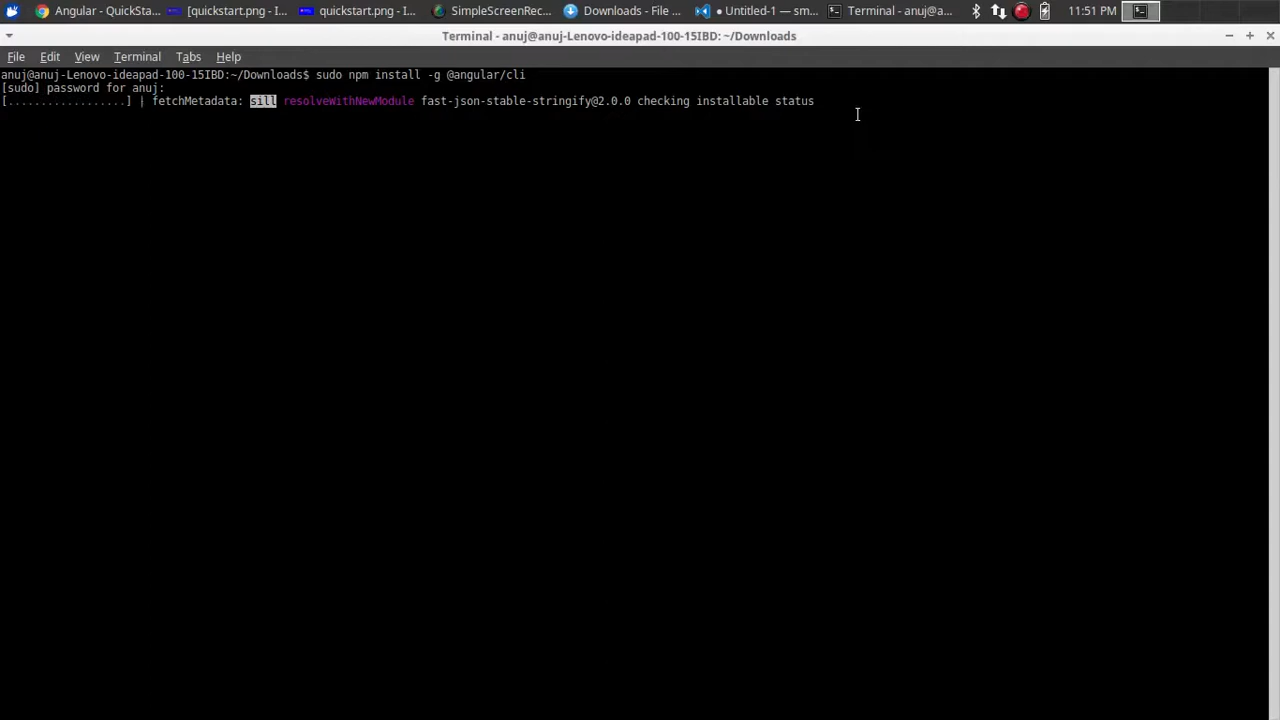 Angular - QuickSta... [quickstart.png - I... quickstart.png - I... SimpleScreenRec... Downloads - File ... ● Untitled-1 — sm... Terminal - anuj@a... 11:51 PM
Terminal - anuj@anuj-Lenovo-ideapad-100-15IBD: ~/Downloads
File Edit View Terminal Tabs Help
anuj@anuj-Lenovo-ideapad-100-15IBD:~/Downloads$ sudo npm install -g @angular/cli
[sudo] password for anuj:
[..................] | fetchMetadata: sill resolveWithNewModule fast-json-stable-stringify@2.0.0 checking installable status